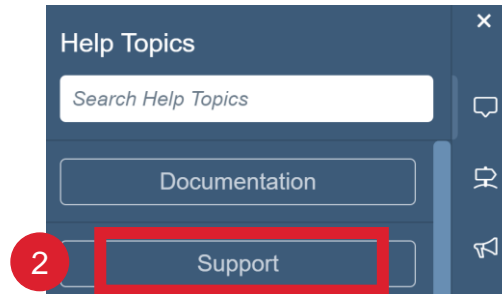 Help Topics
Search Help Topics
Documentation
2
Support